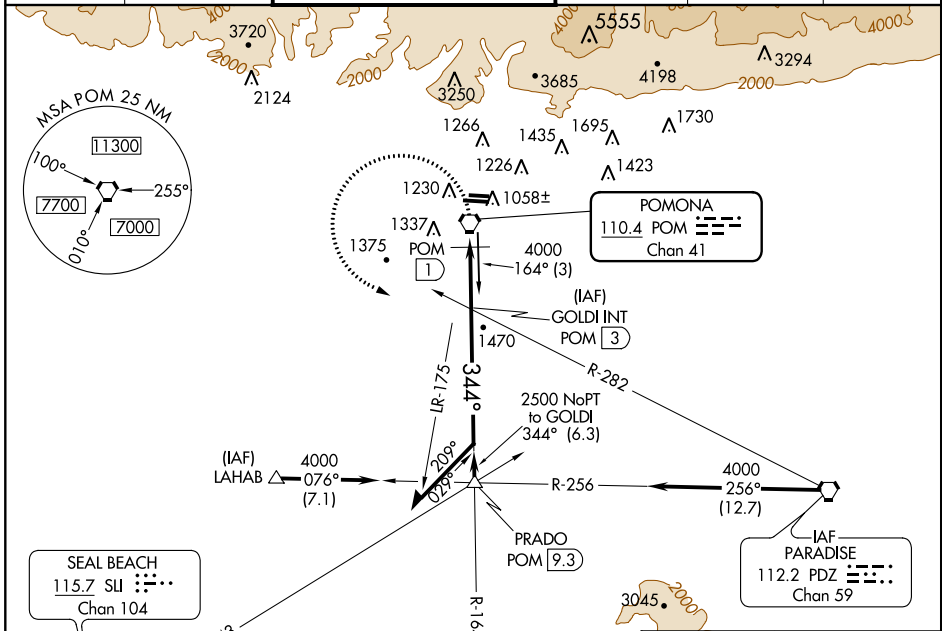 4000
3720
2000
2124
2000
3250
5555
3685
4198
3294
4000
2000
MSA POM 25 NM
11300
100°
255°
7700
7000
010°
1266
1435
1695
1730
1226
1423
1230
1058±
1337
1375
POM
1
4000
164° (3)
POMONA
110.4 POM
Chan 41
(IAF)
GOLDI INT
POM 3
1470
R-282
LR-175
344°
2500 NoPT
to GOLDI
344° (6.3)
209°
029°
(IAF)
LAHAB
4000
076°
(7.1)
R-256
4000
256°
(12.7)
PRADO
POM 9.3
IAF
PARADISE
112.2 PDZ
Chan 59
SEAL BEACH
115.7 SLI
Chan 104
R-16
3045
2000